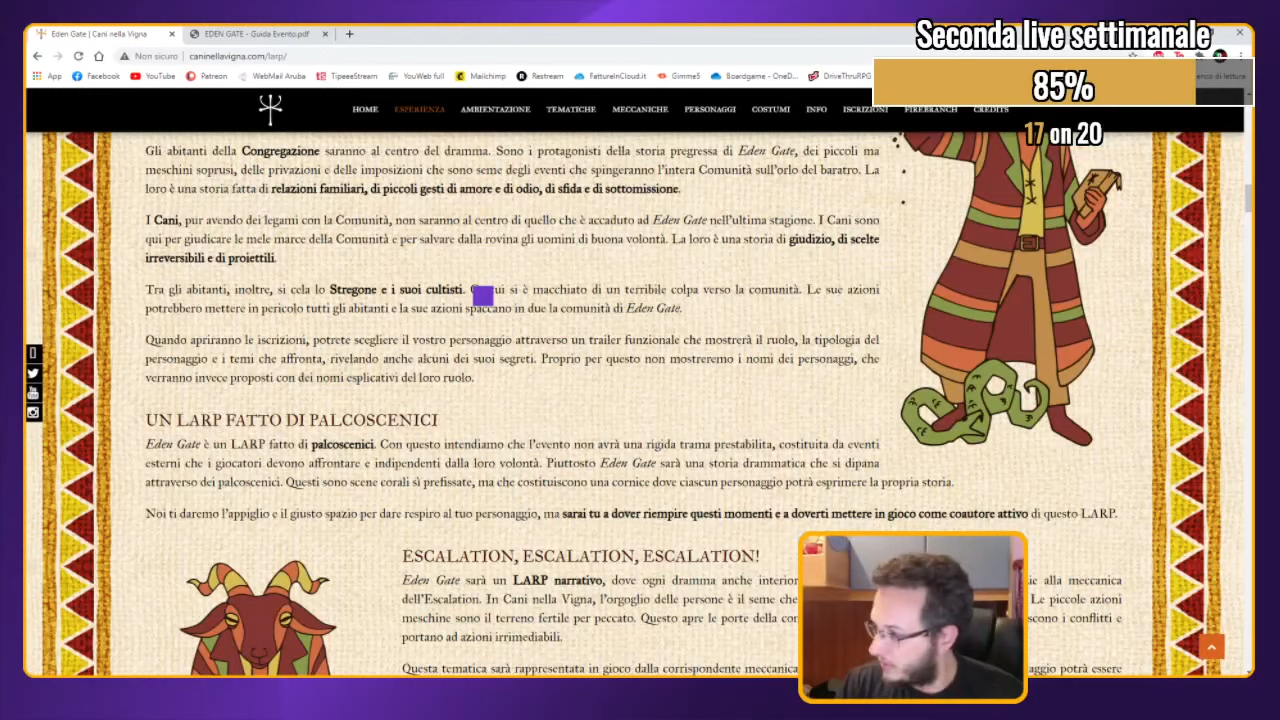 Seconda live settimanale
85%
17 on 20
Eden Gate | Cani nella Vigna
EDEN GATE - Guida Evento.pdf
Non sicuro | caninellavigna.com/larp/
App Facebook YouTube Patreon WebMail Aruba TipeeeStream YouWeb full Mailchimp Restream FattureInCloud.it Gimme5 Boardgame - OneD... DriveThruRPG
HOME ESPERIENZA AMBIENTAZIONE TEMATICHE MECCANICHE PERSONAGGI COSTUMI INFO ISCRIZIONI FIREBRANCH CREDITS
Gli abitanti della Congregazione saranno al centro del dramma. Sono i protagonisti della storia pregressa di Eden Gate, dei piccoli ma
meschini soprusi, delle privazioni e delle imposizioni che sono seme degli eventi che spingeranno l'intera Comunità sull'orlo del baratro. La
loro è una storia fatta di relazioni familiari, di piccoli gesti di amore e di odio, di sfida e di sottomissione.
I Cani, pur avendo dei legami con la Comunità, non saranno al centro di quello che è accaduto ad Eden Gate nell'ultima stagione. I Cani sono
qui per giudicare le mele marce della Comunità e per salvare dalla rovina gli uomini di buona volontà. La loro è una storia di giudizio, di scelte
irreversibili e di proiettili.
Tra gli abitanti, inoltre, si cela lo Stregone e i suoi cultisti. si è macchiato di un terribile colpa verso la comunità. Le sue azioni
potrebbero mettere in pericolo tutti gli abitanti e la sue azioni spaccano in due la comunità di Eden Gate.
Quando apriranno le iscrizioni, potrete scegliere il vostro personaggio attraverso un trailer funzionale che mostrerà il ruolo, la tipologia del
personaggio e i temi che affronta, rivelando anche alcuni dei suoi segreti. Proprio per questo non mostreremo i nomi dei personaggi, che
verranno invece proposti con dei nomi esplicativi del loro ruolo.
UN LARP FATTO DI PALCOSCENICI
Eden Gate è un LARP fatto di palcoscenici. Con questo intendiamo che l'evento non avrà una rigida trama prestabilita, costituita da eventi
esterni che i giocatori devono affrontare e indipendenti dalla loro volontà. Piuttosto Eden Gate sarà una storia drammatica che si dipana
attraverso dei palcoscenici. Questi sono scene corali sì prefissate, ma che costituiscono una cornice dove ciascun personaggio potrà esprimere la propria storia.
Noi ti daremo l'appiglio e il giusto spazio per dare respiro al tuo personaggio, ma sarai tu a dover riempire questi momenti e a doverti mettere in gioco come coautore attivo di questo LARP.
ESCALATION, ESCALATION, ESCALATION!
Eden Gate sarà un LARP narrativo, dove ogni dramma anche interior alla meccanica
dell'Escalation. In Cani nella Vigna, l'orgoglio delle persone è il seme che Le piccole azioni
meschine sono il terreno fertile per peccato. Questo apre le porte della i conflitti e
portano ad azioni irrimediabili.
Questa tematica sarà rappresentata in gioco dalla corrispondente meccanica potrà essere